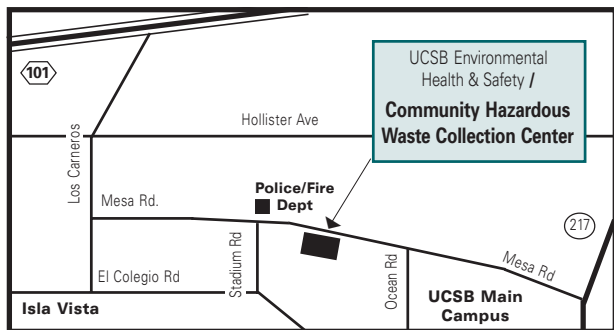 101
UCSB Environmental
Health & Safety /
Community Hazardous
Waste Collection Center
Hollister Ave
Los Carneros
Police/Fire
Dept
Mesa Rd.
217
Stadium Rd
Ocean Rd
Mesa Rd
El Colegio Rd
Isla Vista
UCSB Main
Campus